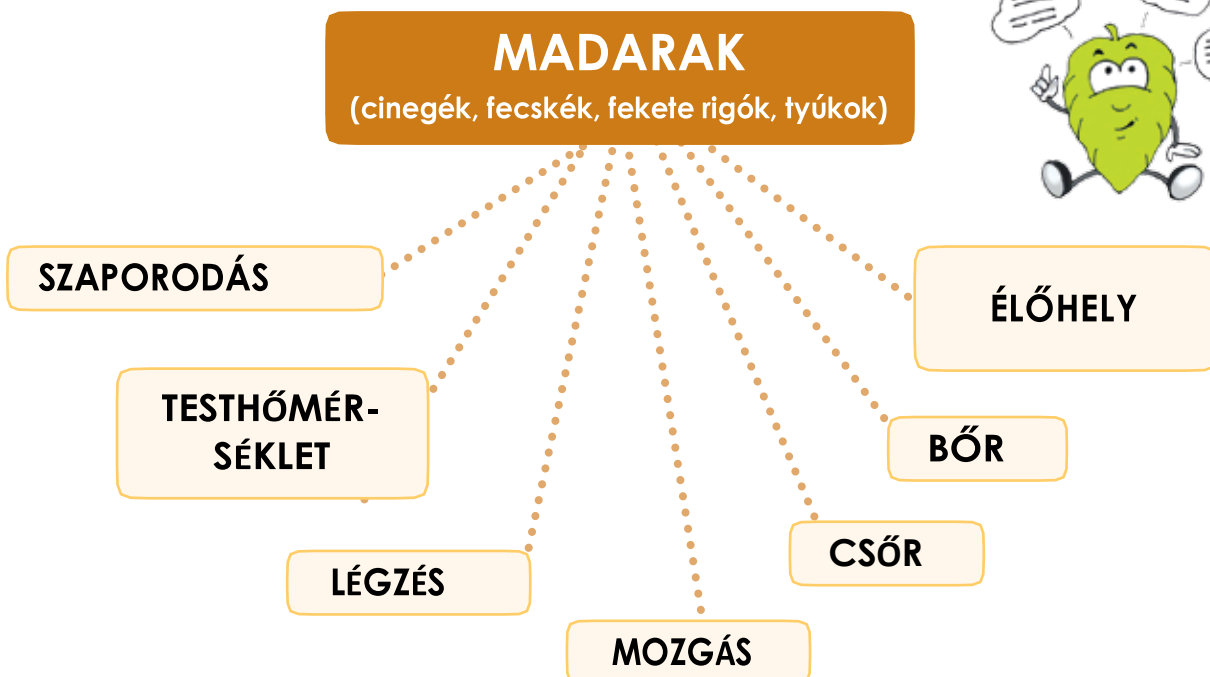 MADARAK
(cinegék, fecskék, fekete rigók, tyúkok)
SZAPORODÁS
ÉLŐHELY
TESTHŐMÉR-
SÉKLET
BŐR
CSŐR
LÉGZÉS
MOZGÁS